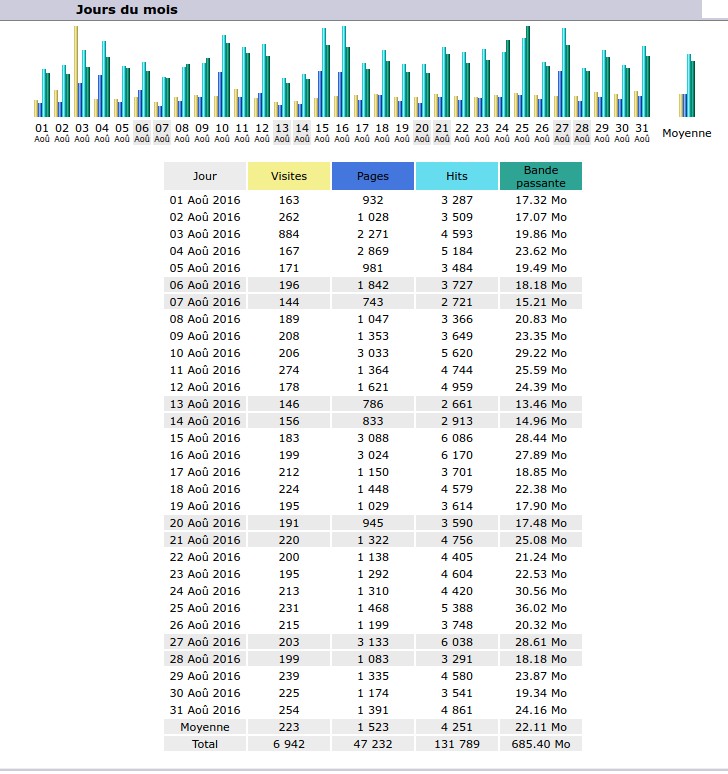 Jours du mois
01 02 03 04 05 06 07 08 09 10 11 12 13 14 15 16 17 18 19 20 21 22 23 24 25 26 27 28 29 30 31 Moyenne
Aoû Aoû Aoû Aoû Aoû Aoû Aoû Aoû Aoû Aoû Aoû Aoû Aoû Aoû Aoû Aoû Aoû Aoû Aoû Aoû Aoû Aoû Aoû Aoû Aoû Aoû Aoû Aoû Aoû Aoû Aoû
Jour Visites Pages Hits Bande passante
01 Aoû 2016 163 932 3 287 17.32 Mo
02 Aoû 2016 262 1 028 3 509 17.07 Mo
03 Aoû 2016 884 2 271 4 593 19.86 Mo
04 Aoû 2016 167 2 869 5 184 23.62 Mo
05 Aoû 2016 171 981 3 484 19.49 Mo
06 Aoû 2016 196 1 842 3 727 18.18 Mo
07 Aoû 2016 144 743 2 721 15.21 Mo
08 Aoû 2016 189 1 047 3 366 20.83 Mo
09 Aoû 2016 208 1 353 3 649 23.35 Mo
10 Aoû 2016 206 3 033 5 620 29.22 Mo
11 Aoû 2016 274 1 364 4 744 25.59 Mo
12 Aoû 2016 178 1 621 4 959 24.39 Mo
13 Aoû 2016 146 786 2 661 13.46 Mo
14 Aoû 2016 156 833 2 913 14.96 Mo
15 Aoû 2016 183 3 088 6 086 28.44 Mo
16 Aoû 2016 199 3 024 6 170 27.89 Mo
17 Aoû 2016 212 1 150 3 701 18.85 Mo
18 Aoû 2016 224 1 448 4 579 22.38 Mo
19 Aoû 2016 195 1 029 3 614 17.90 Mo
20 Aoû 2016 191 945 3 590 17.48 Mo
21 Aoû 2016 220 1 322 4 756 25.08 Mo
22 Aoû 2016 200 1 138 4 405 21.24 Mo
23 Aoû 2016 195 1 292 4 604 22.53 Mo
24 Aoû 2016 213 1 310 4 420 30.56 Mo
25 Aoû 2016 231 1 468 5 388 36.02 Mo
26 Aoû 2016 215 1 199 3 748 20.32 Mo
27 Aoû 2016 203 3 133 6 038 28.61 Mo
28 Aoû 2016 199 1 083 3 291 18.18 Mo
29 Aoû 2016 239 1 335 4 580 23.87 Mo
30 Aoû 2016 225 1 174 3 541 19.34 Mo
31 Aoû 2016 254 1 391 4 861 24.16 Mo
Moyenne 223 1 523 4 251 22.11 Mo
Total 6 942 47 232 131 789 685.40 Mo